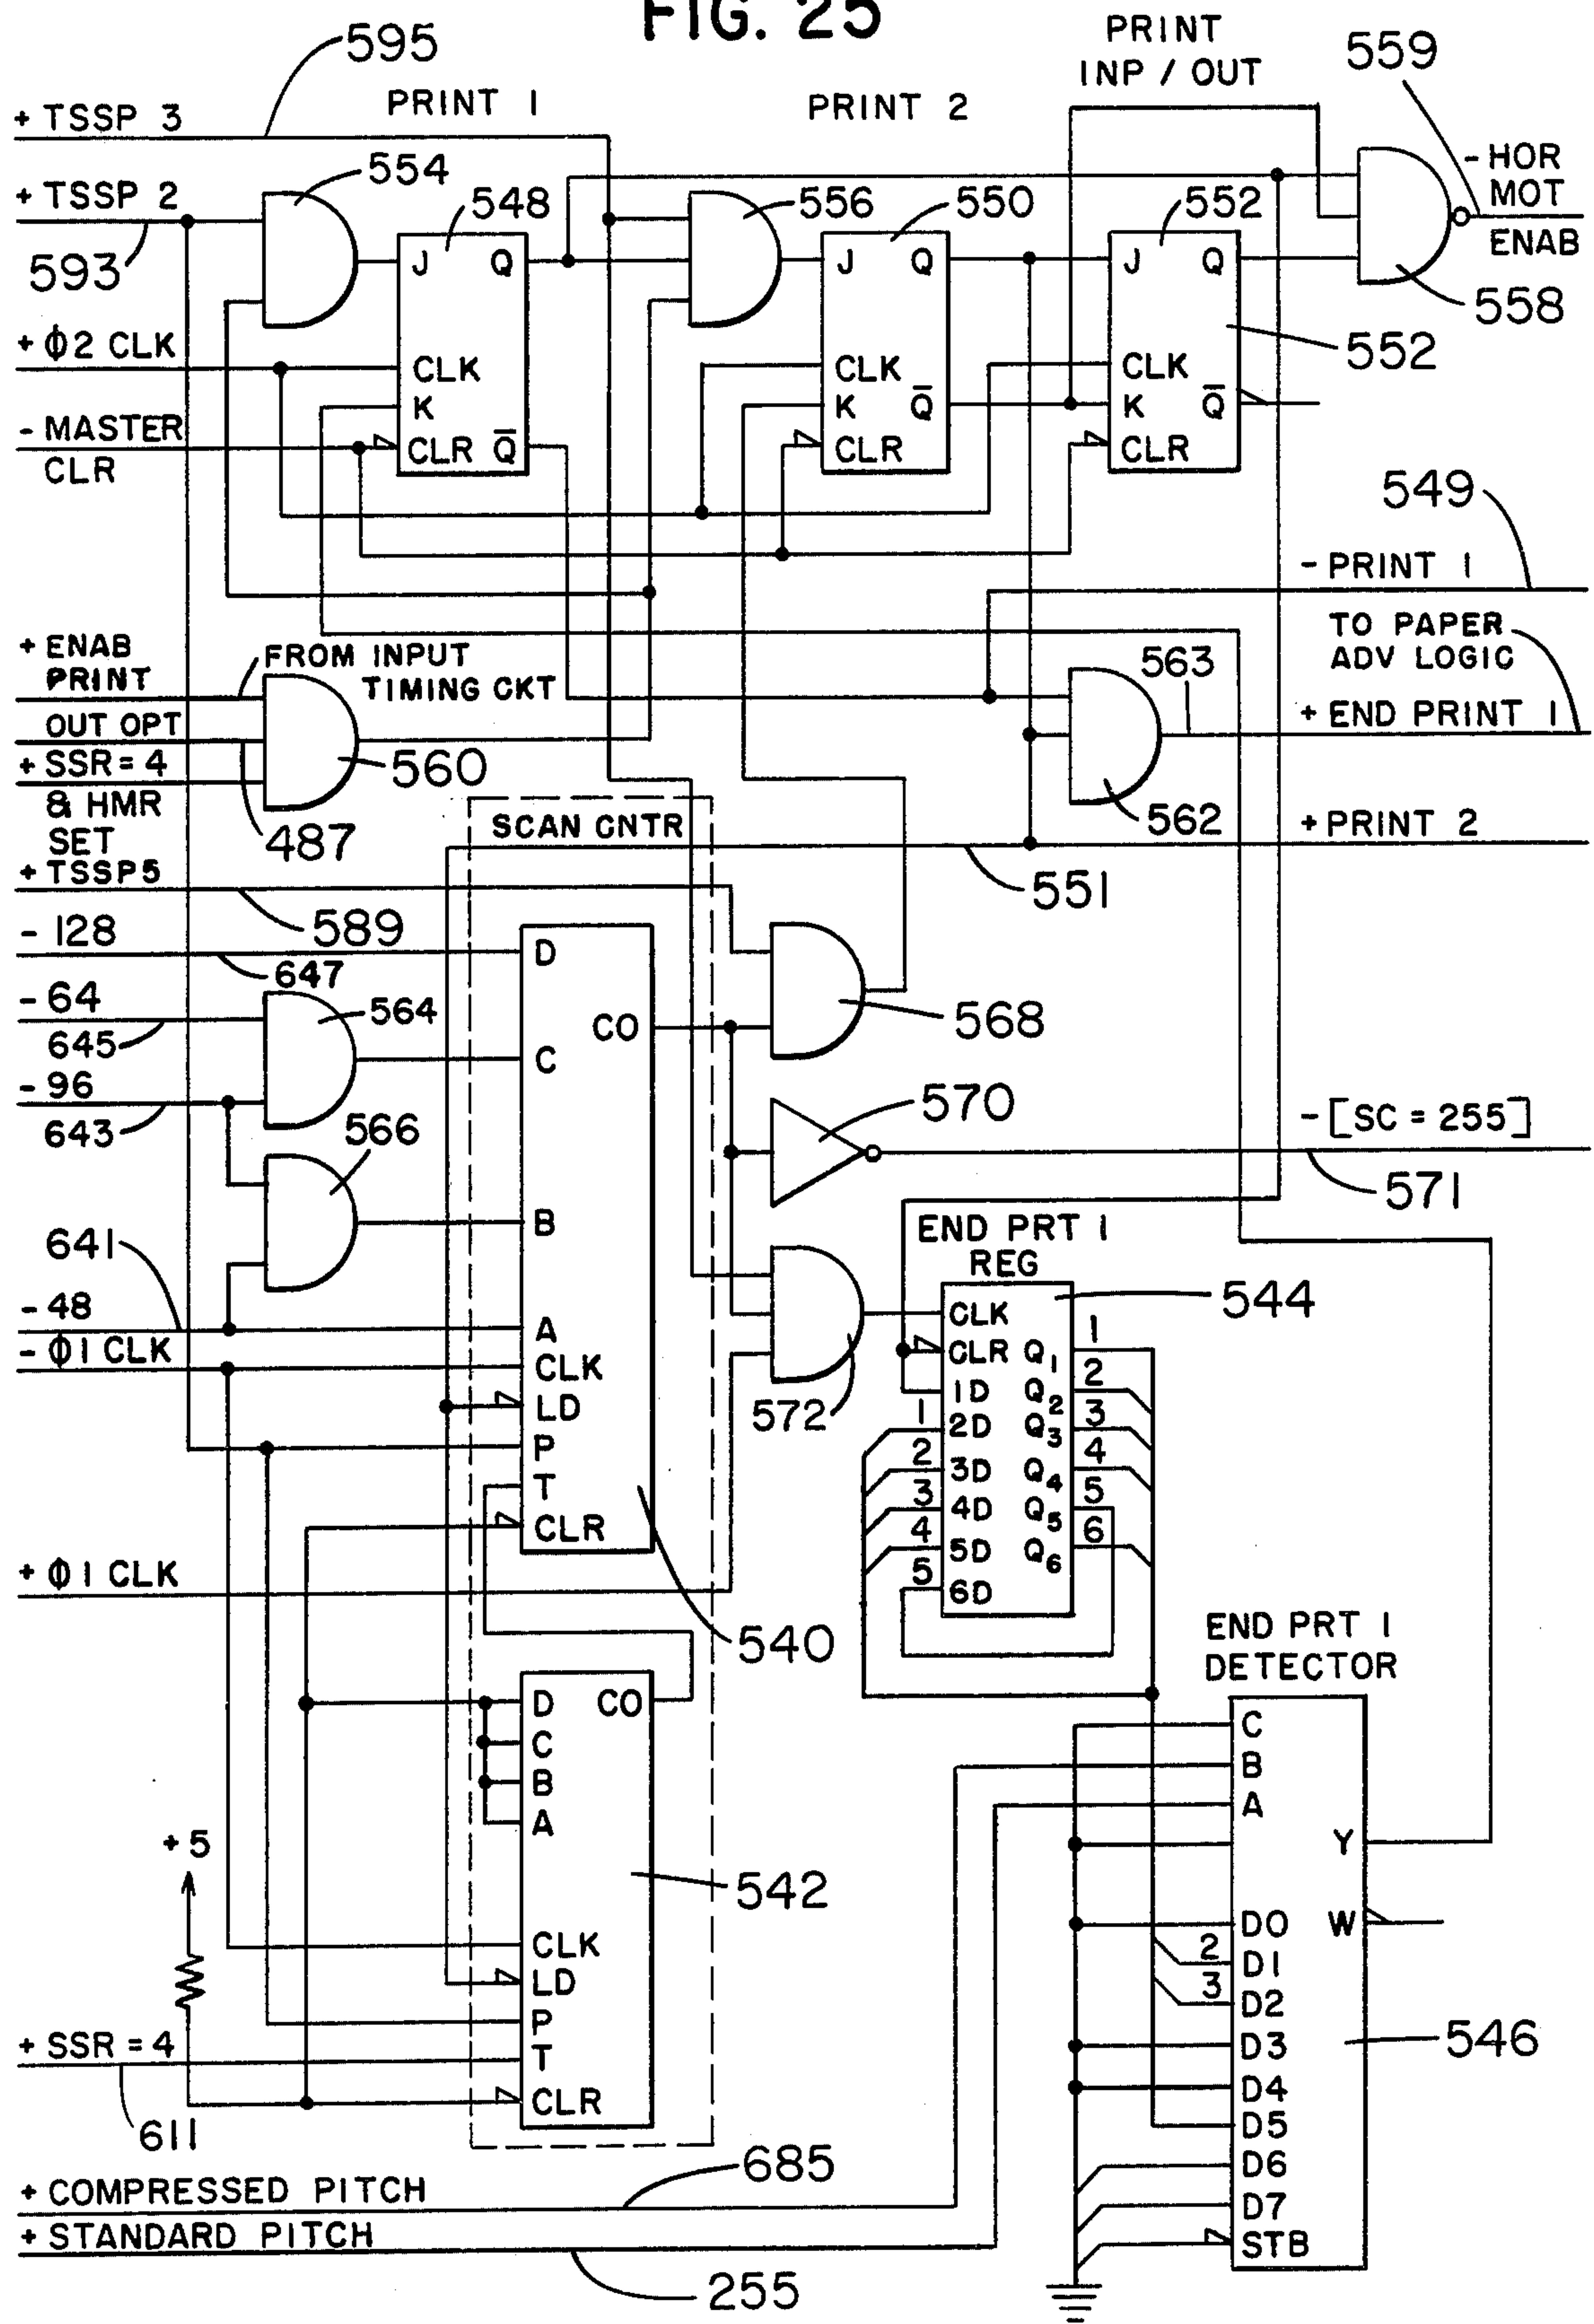 FIG. 25
595
PRINT
INP / OUT
559
+ TSSP 3
PRINT 1
PRINT 2
- HOR
MOT
ENAB
+ TSSP 2
554
548
556
550
552
593
J Q
J Q
J Q
558
+ Φ2 CLK
CLK
CLK
CLK
552
K
K Q̅
K Q̅
- MASTER
CLR
CLR Q̅
CLR
CLR
549
- PRINT 1
+ ENAB
PRINT
FROM INPUT
TIMING CKT
TO PAPER
ADV LOGIC
563
OUT OPT
+ END PRINT 1
+ SSR = 4
560
& HMR
SET
487
SCAN CNTR
562
+ PRINT 2
+ TSSP5
551
589
- 128
D
647
- 64
564
CO
568
645
C
- 96
570
- [SC = 255]
643
566
571
B
END PRT 1
REG
641
544
- 48
A
CLK
1
- Φ1 CLK
CLK
CLR Q1
2
LD
572
1D Q2
1
3
P
2D Q3
2
4
T
3D Q4
3
5
CLR
4D Q5
4
6
5D Q6
5
+ Φ1 CLK
6D
540
END PRT 1
DETECTOR
D CO
C
C
B
B
A
A
+ 5
Y
542
D0 W
CLK
2
D1
LD
3
D2
P
D3
546
+ SSR = 4
T
D4
CLR
D5
611
D6
685
+ COMPRESSED PITCH
D7
+ STANDARD PITCH
STB
255